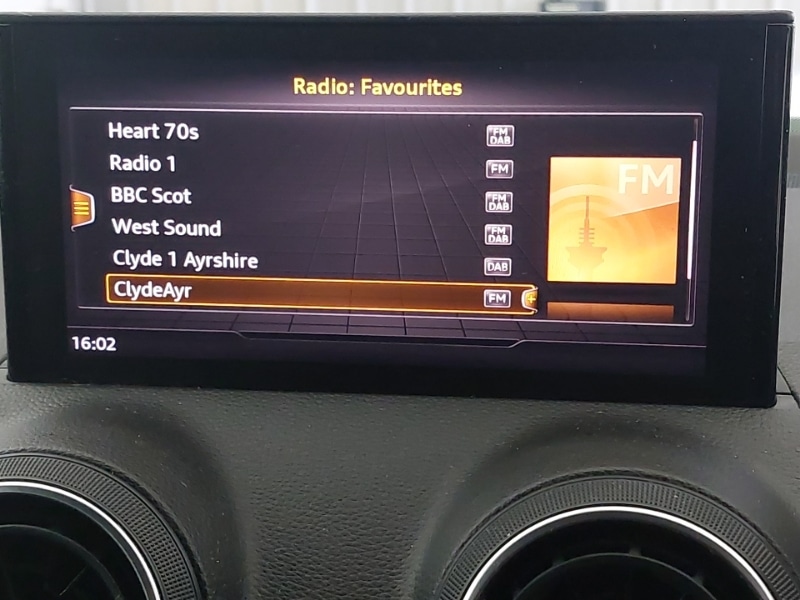 Radio: Favourites
Heart 70s FM DAB
Radio 1 FM
BBC Scot FM DAB
West Sound FM DAB
Clyde 1 Ayrshire DAB
ClydeAyr FM
FM
16:02